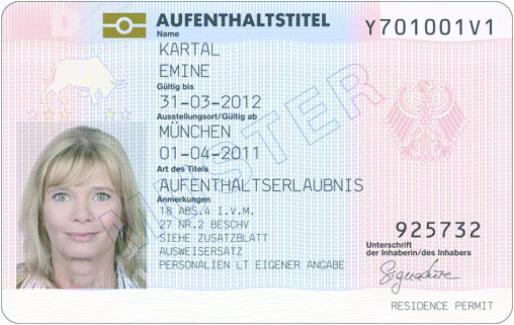 D AUFENTHALTSTITEL Y701001V1
Name
KARTAL
EMINE
Gültig bis
31-03-2012
Ausstellungsort/Gültig ab
MÜNCHEN
01-04-2011
Art des Titels
AUFENTHALTSERLAUBNIS
Anmerkungen
18 ABS.4 I.V.M.
27 NR.2 BESCHV
SIEHE ZUSATZBLATT
AUSWEISERSATZ
PERSONALIEN LT EIGENER ANGABE
MUSTER
925732
Unterschrift
der Inhaberin/des Inhabers
Signature
RESIDENCE PERMIT